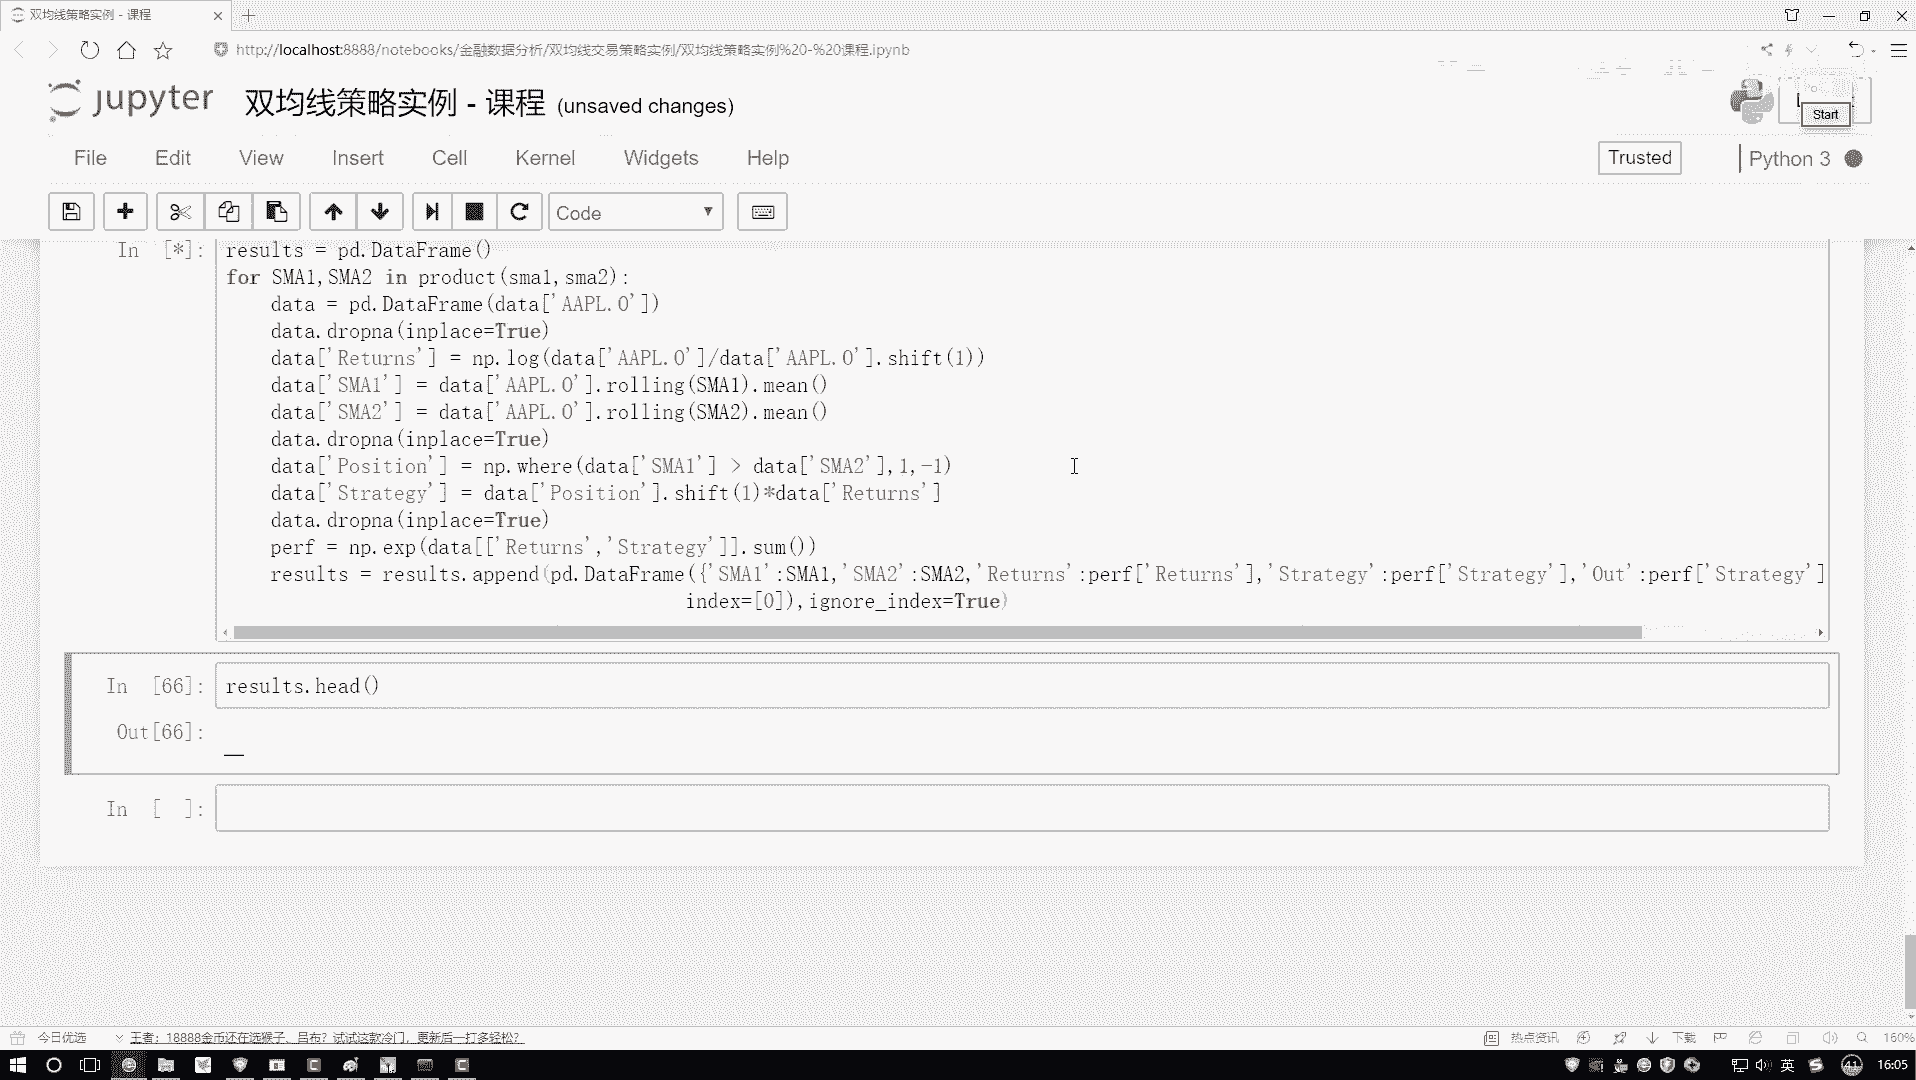 双均线策略实例 - 课程
http://localhost:8888/notebooks/金融数据分析/双均线交易策略实例/双均线策略实例%20-%20课程.ipynb
jupyter 双均线策略实例 - 课程 (unsaved changes)
Start
File Edit View Insert Cell Kernel Widgets Help
Trusted Python 3
Code
In [*]: results = pd.DataFrame()
for SMA1,SMA2 in product(sma1,sma2):
data = pd.DataFrame(data['AAPL.O'])
data.dropna(inplace=True)
data['Returns'] = np.log(data['AAPL.O']/data['AAPL.O'].shift(1))
data['SMA1'] = data['AAPL.O'].rolling(SMA1).mean()
data['SMA2'] = data['AAPL.O'].rolling(SMA2).mean()
data.dropna(inplace=True)
data['Position'] = np.where(data['SMA1'] > data['SMA2'],1,-1)
data['Strategy'] = data['Position'].shift(1)*data['Returns']
data.dropna(inplace=True)
perf = np.exp(data[['Returns','Strategy']].sum())
results = results.append(pd.DataFrame({'SMA1':SMA1,'SMA2':SMA2,'Returns':perf['Returns'],'Strategy':perf['Strategy'],'Out':perf['Strategy']
index=[0]),ignore_index=True)
In [66]: results.head()
Out[66]:
In [ ]:
今日优选 王者：18888金币还在选猴子、吕布？试试这款冷门，更新后一打多轻松！ 热点资讯 下载 160%
英 41 16:05